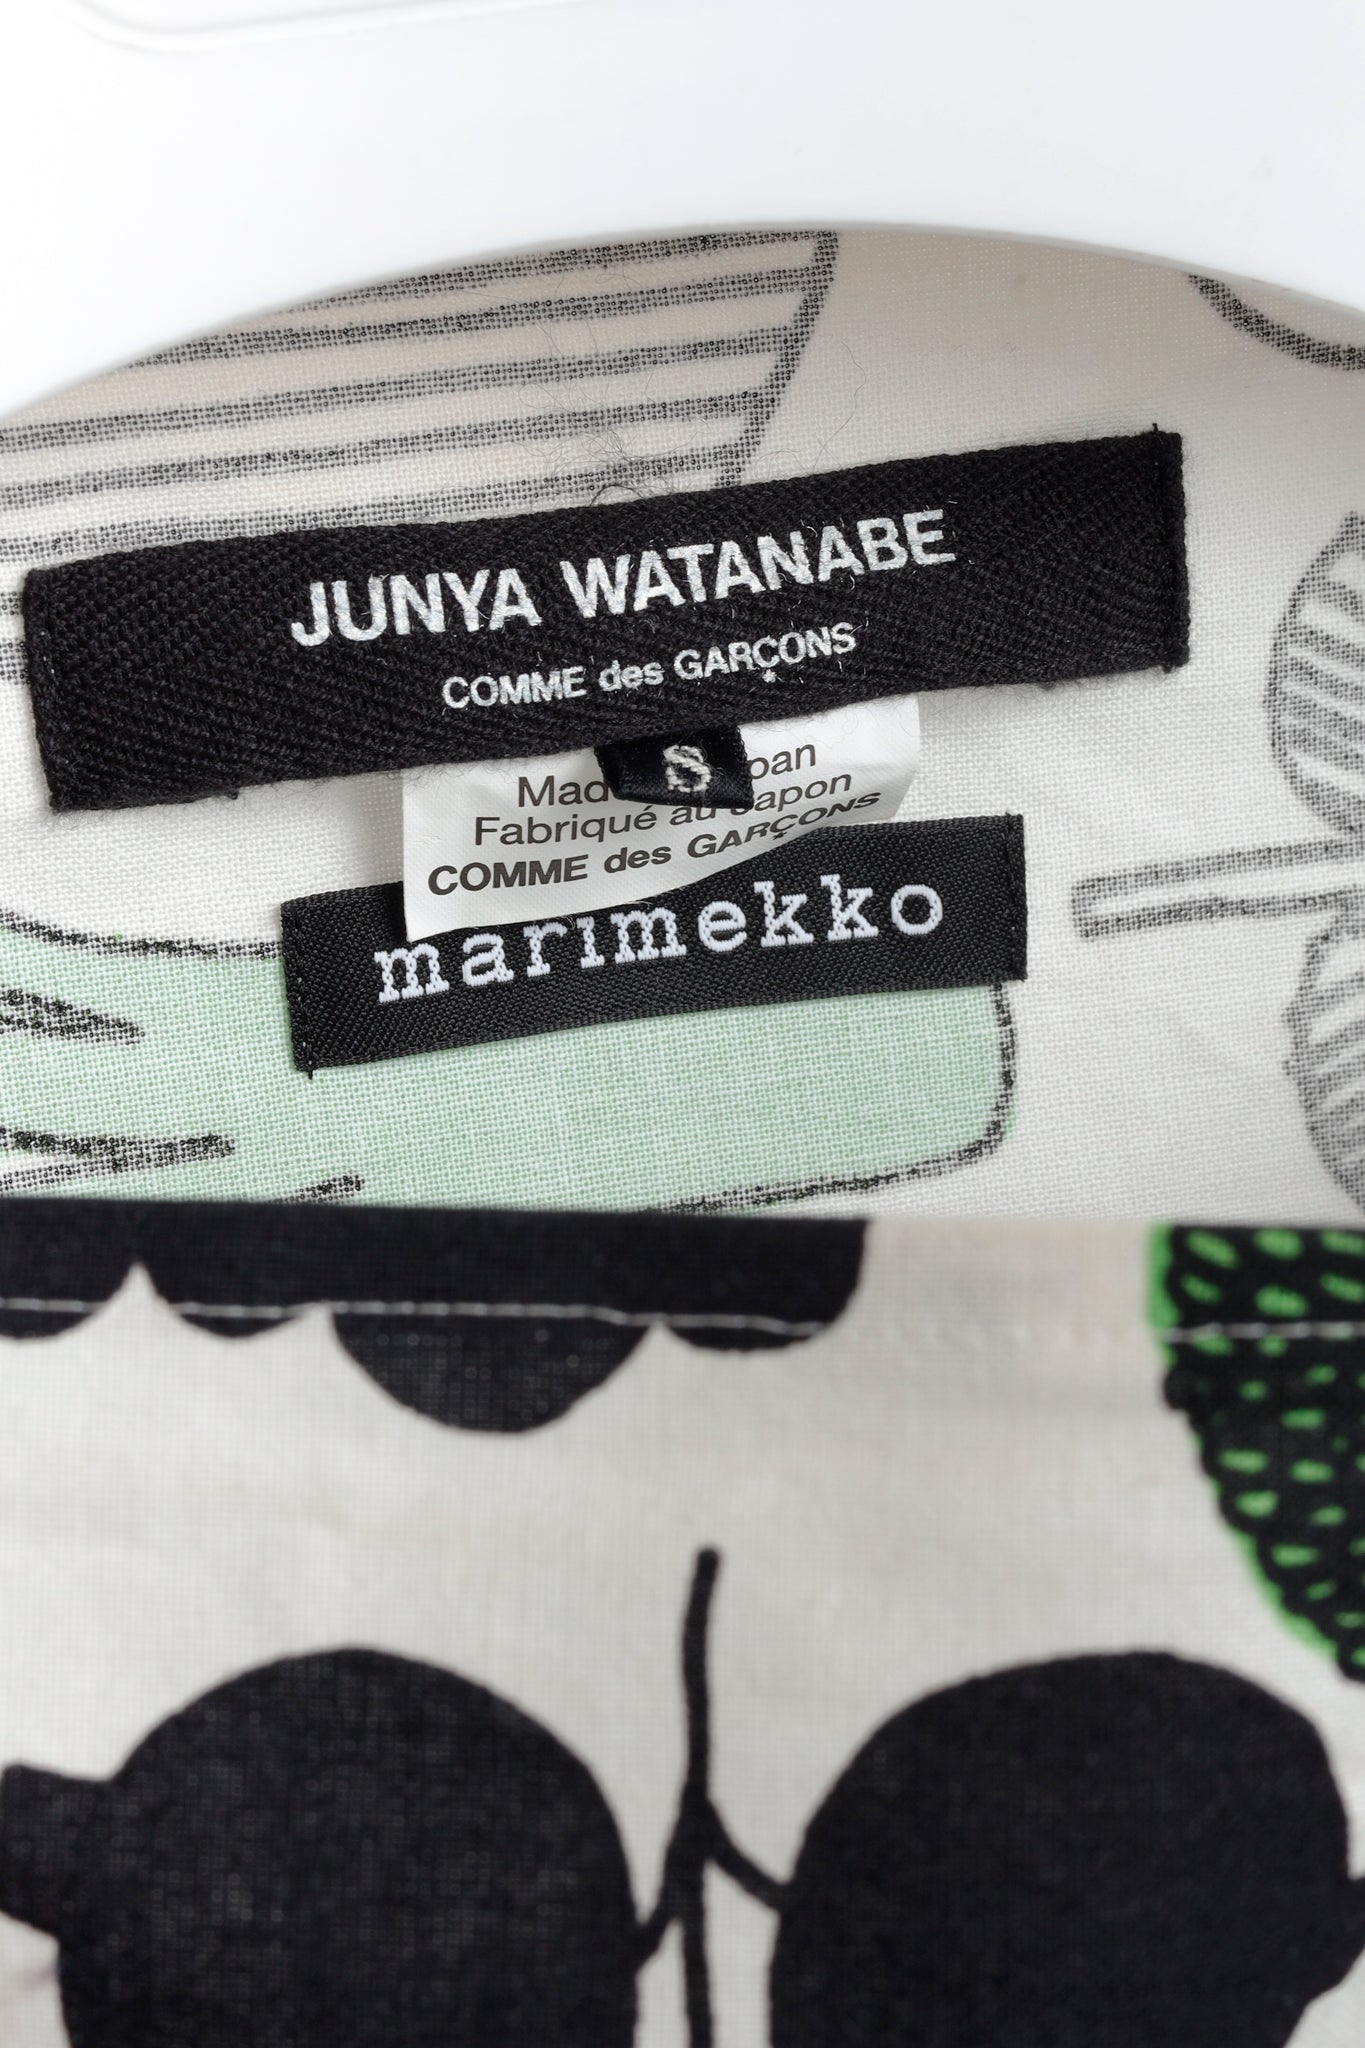 JUNYA WATANABE
COMME des GARÇONS
S
Fabriqué au Japon
COMME des GARÇONS
marimekko